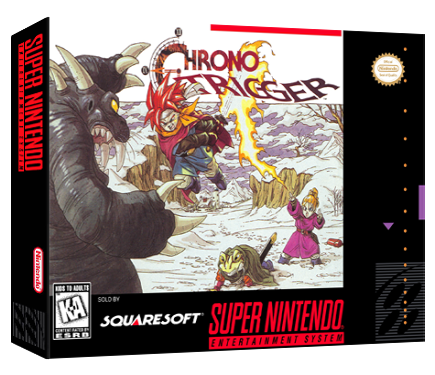 CHRONO
TRIGGER
SUPER NINTENDO
Nintendo
KIDS TO ADULTS
K-A
CONTENT RATED BY
ESRB
SOLD BY
SQUARESOFT
SUPER NINTENDO
ENTERTAINMENT SYSTEM